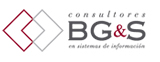 consultores
BG&S
en sistemas de información